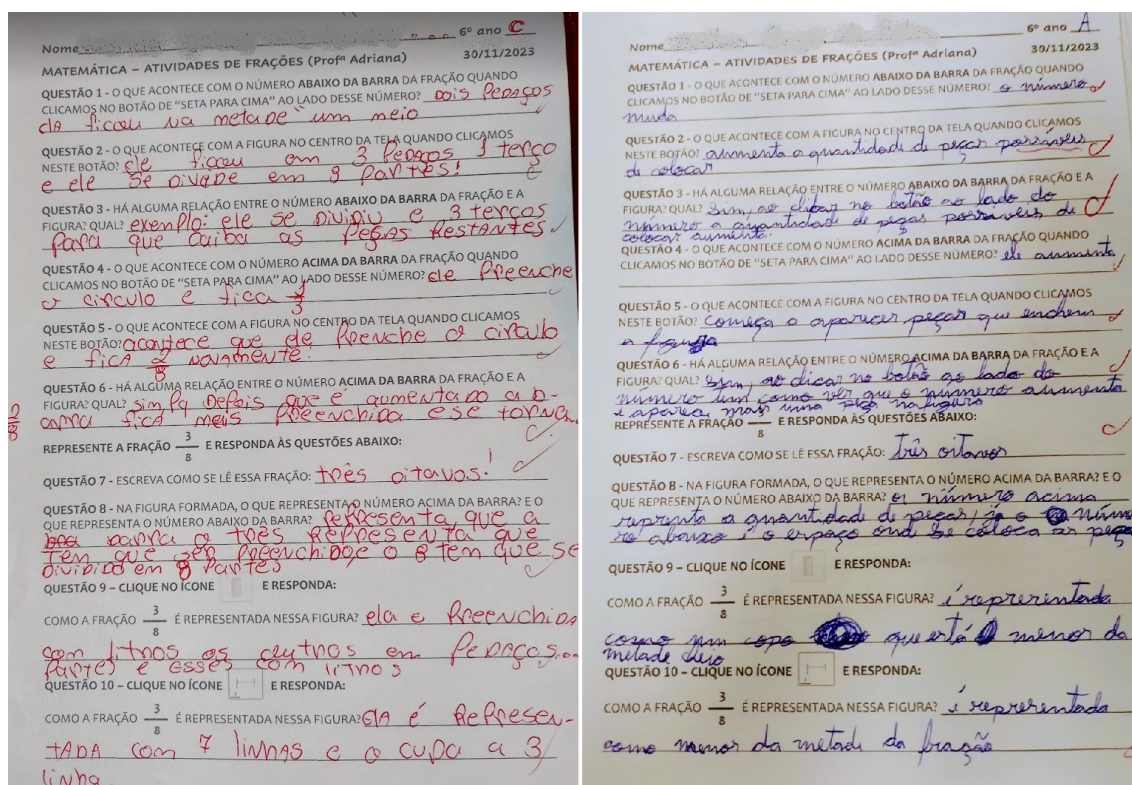 Nome 6º ano C
MATEMÁTICA – ATIVIDADES DE FRAÇÕES (Profª Adriana) 30/11/2023
QUESTÃO 1 - O QUE ACONTECE COM O NÚMERO ABAIXO DA BARRA DA FRAÇÃO QUANDO
CLICAMOS NO BOTÃO DE “SETA PARA CIMA” AO LADO DESSE NÚMERO? DOIS PEDAÇOS
ficou na metade um meio
QUESTÃO 2 - O QUE ACONTECE COM A FIGURA NO CENTRO DA TELA QUANDO CLICAMOS
NESTE BOTÃO? ele ficou em 3 PEDAÇOS 1 terço
e ele se DIVIDE em 8 PARTES!
QUESTÃO 3 - HÁ ALGUMA RELAÇÃO ENTRE O NÚMERO ABAIXO DA BARRA DA FRAÇÃO E A
FIGURA? QUAL? exemplo: ele se DIVIDIU e 3 terços
PARA que caiba as PEÇAS RESTANTES
QUESTÃO 4 - O QUE ACONTECE COM O NÚMERO ACIMA DA BARRA DA FRAÇÃO QUANDO
CLICAMOS NO BOTÃO DE “SETA PARA CIMA” AO LADO DESSE NÚMERO? ele Preenche
o circulo e fica 1/3
QUESTÃO 5 - O QUE ACONTECE COM A FIGURA NO CENTRO DA TELA QUANDO CLICAMOS
NESTE BOTÃO? acontece que ele Preenche o circulo
e fica 2/8 novamente.
QUESTÃO 6 - HÁ ALGUMA RELAÇÃO ENTRE O NÚMERO ACIMA DA BARRA DA FRAÇÃO E A
FIGURA? QUAL? sim Pq DEPOIS que é aumentado a b-
arra fica mais Preenchida e se torna
REPRESENTE A FRAÇÃO 3/8 E RESPONDA ÀS QUESTÕES ABAIXO:
QUESTÃO 7 - ESCREVA COMO SE LÊ ESSA FRAÇÃO: três oitavos!
QUESTÃO 8 - NA FIGURA FORMADA, O QUE REPRESENTA O NÚMERO ACIMA DA BARRA? E O
QUE REPRESENTA O NÚMERO ABAIXO DA BARRA? Representa que a
barra o três representa que
tem que ser Preenchido, e o 8 tem que se
dividido em 8 Partes
QUESTÃO 9 – CLIQUE NO ÍCONE E RESPONDA:
COMO A FRAÇÃO 3/8 É REPRESENTADA NESSA FIGURA? ela e PreenchiDA
com litros os outros em PEDAÇOS
Partes e esses com litros
QUESTÃO 10 – CLIQUE NO ÍCONE E RESPONDA:
COMO A FRAÇÃO 3/8 É REPRESENTADA NESSA FIGURA? ela é Represen-
TADA com 7 linhas e o a 3
linha
Nome 6º ano A
MATEMÁTICA – ATIVIDADES DE FRAÇÕES (Profª Adriana) 30/11/2023
QUESTÃO 1 - O QUE ACONTECE COM O NÚMERO ABAIXO DA BARRA DA FRAÇÃO QUANDO
CLICAMOS NO BOTÃO DE “SETA PARA CIMA” AO LADO DESSE NÚMERO? o número
muda
QUESTÃO 2 - O QUE ACONTECE COM A FIGURA NO CENTRO DA TELA QUANDO CLICAMOS
NESTE BOTÃO? aumenta a quantidade de peças possíveis
de colocar
QUESTÃO 3 - HÁ ALGUMA RELAÇÃO ENTRE O NÚMERO ABAIXO DA BARRA DA FRAÇÃO E A
FIGURA? QUAL? Sim, ao clicar no botão ao lado do
número a quantidade de peças possíveis de
colocar aumenta.
QUESTÃO 4 - O QUE ACONTECE COM O NÚMERO ACIMA DA BARRA DA FRAÇÃO QUANDO
CLICAMOS NO BOTÃO DE “SETA PARA CIMA” AO LADO DESSE NÚMERO? ele aumenta
QUESTÃO 5 - O QUE ACONTECE COM A FIGURA NO CENTRO DA TELA QUANDO CLICAMOS
NESTE BOTÃO? começa a aparecer peças que enchem
a figura
QUESTÃO 6 - HÁ ALGUMA RELAÇÃO ENTRE O NÚMERO ACIMA DA BARRA DA FRAÇÃO E A
FIGURA? QUAL? Sim, ao clicar no botão ao lado do
número tem como ver que o número aumenta
e aparece mais uma peça na figura
REPRESENTE A FRAÇÃO 3/8 E RESPONDA ÀS QUESTÕES ABAIXO:
QUESTÃO 7 - ESCREVA COMO SE LÊ ESSA FRAÇÃO: três oitavos
QUESTÃO 8 - NA FIGURA FORMADA, O QUE REPRESENTA O NÚMERO ACIMA DA BARRA? E O
QUE REPRESENTA O NÚMERO ABAIXO DA BARRA? o número acima
representa a quantidade de peças, já o núme
ro abaixo é o espaço onde se coloca as peças
QUESTÃO 9 – CLIQUE NO ÍCONE E RESPONDA:
COMO A FRAÇÃO 3/8 É REPRESENTADA NESSA FIGURA? é representada
como um copo que está menor da
metade cheio
QUESTÃO 10 – CLIQUE NO ÍCONE E RESPONDA:
COMO A FRAÇÃO 3/8 É REPRESENTADA NESSA FIGURA? é representada
como menor da metade da fração